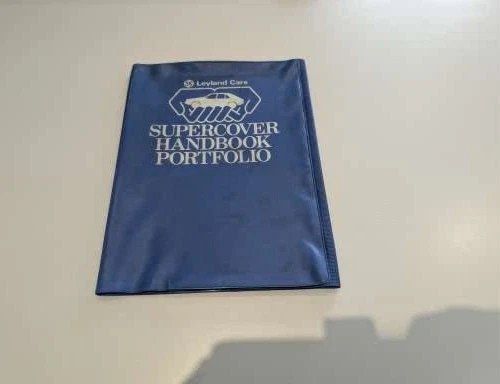 Leyland Cars
SUPERCOVER
HANDBOOK
PORTFOLIO